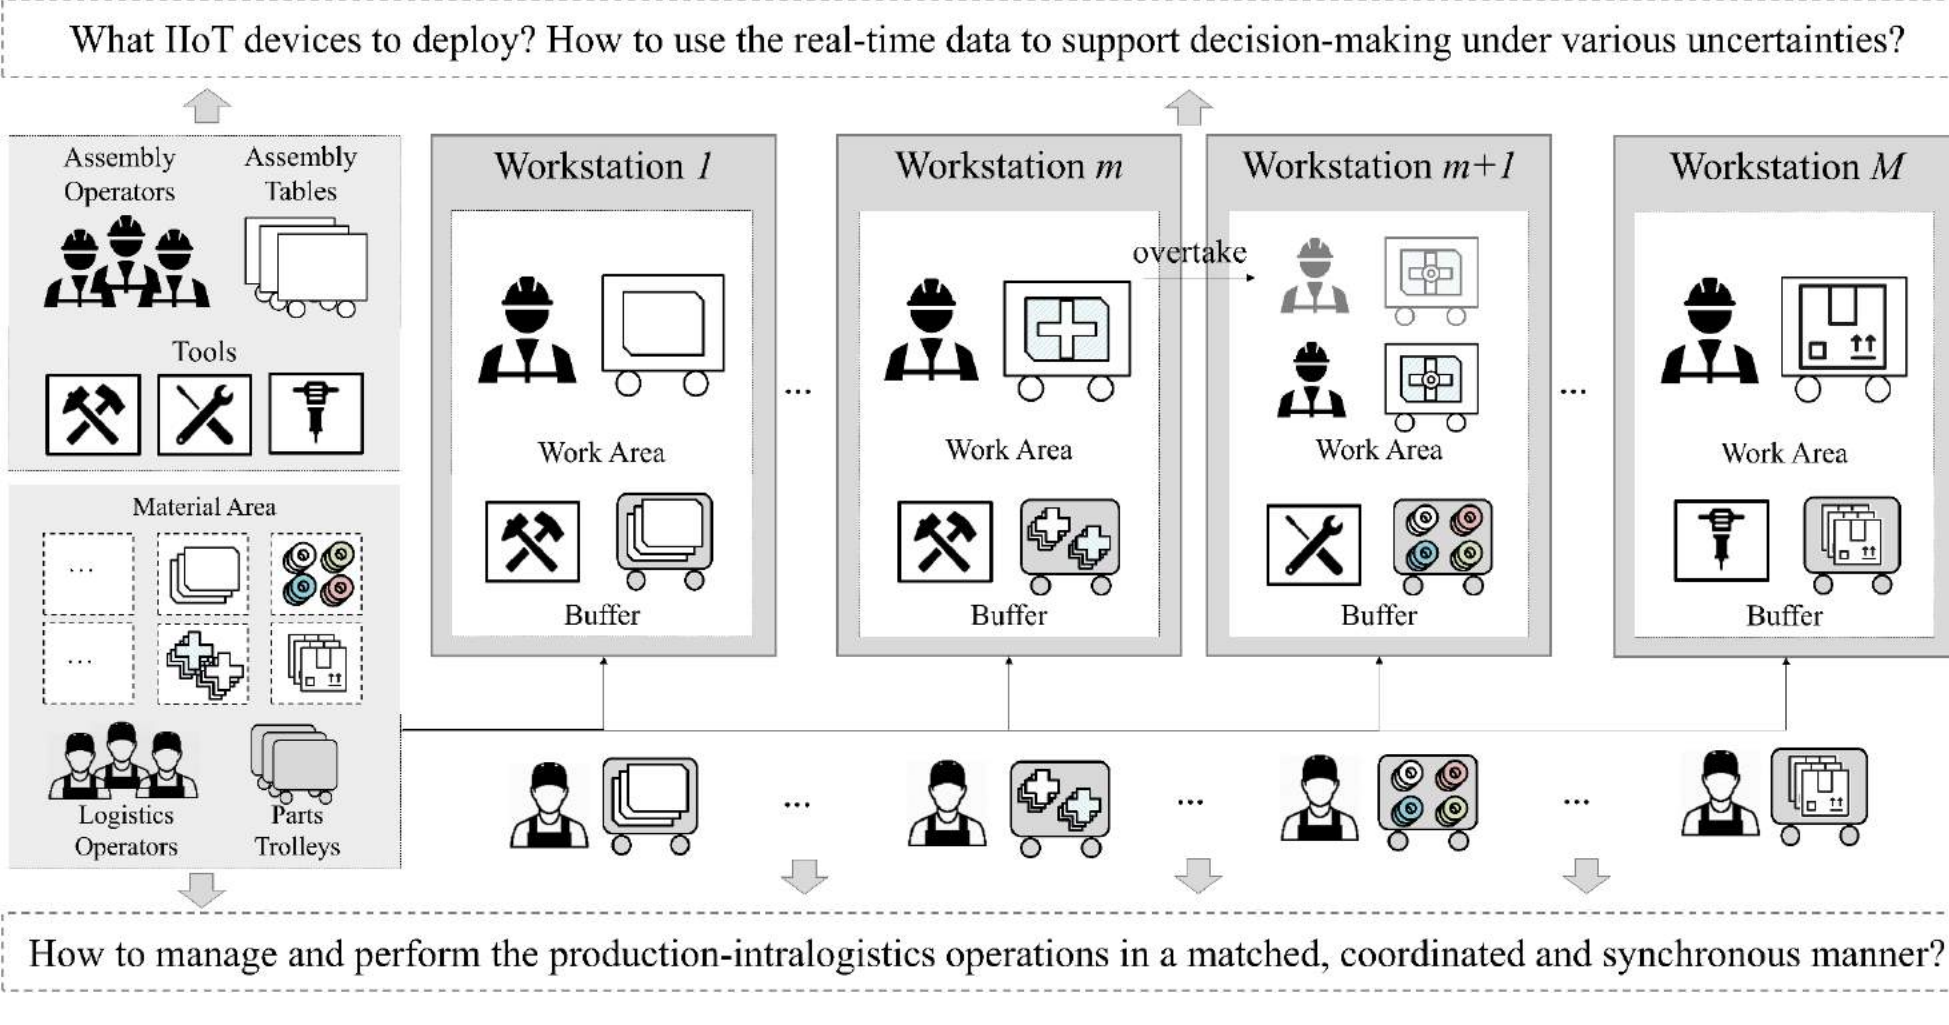 What IIoT devices to deploy? How to use the real-time data to support decision-making under various uncertainties?
Assembly
Operators
Assembly
Tables
Tools
Material Area
...
...
Logistics
Operators
Parts
Trolleys
Workstation 1
Work Area
Buffer
...
Workstation m
overtake
Work Area
Buffer
Workstation m+1
Work Area
Buffer
...
Workstation M
Work Area
Buffer
...
...
...
How to manage and perform the production-intralogistics operations in a matched, coordinated and synchronous manner?